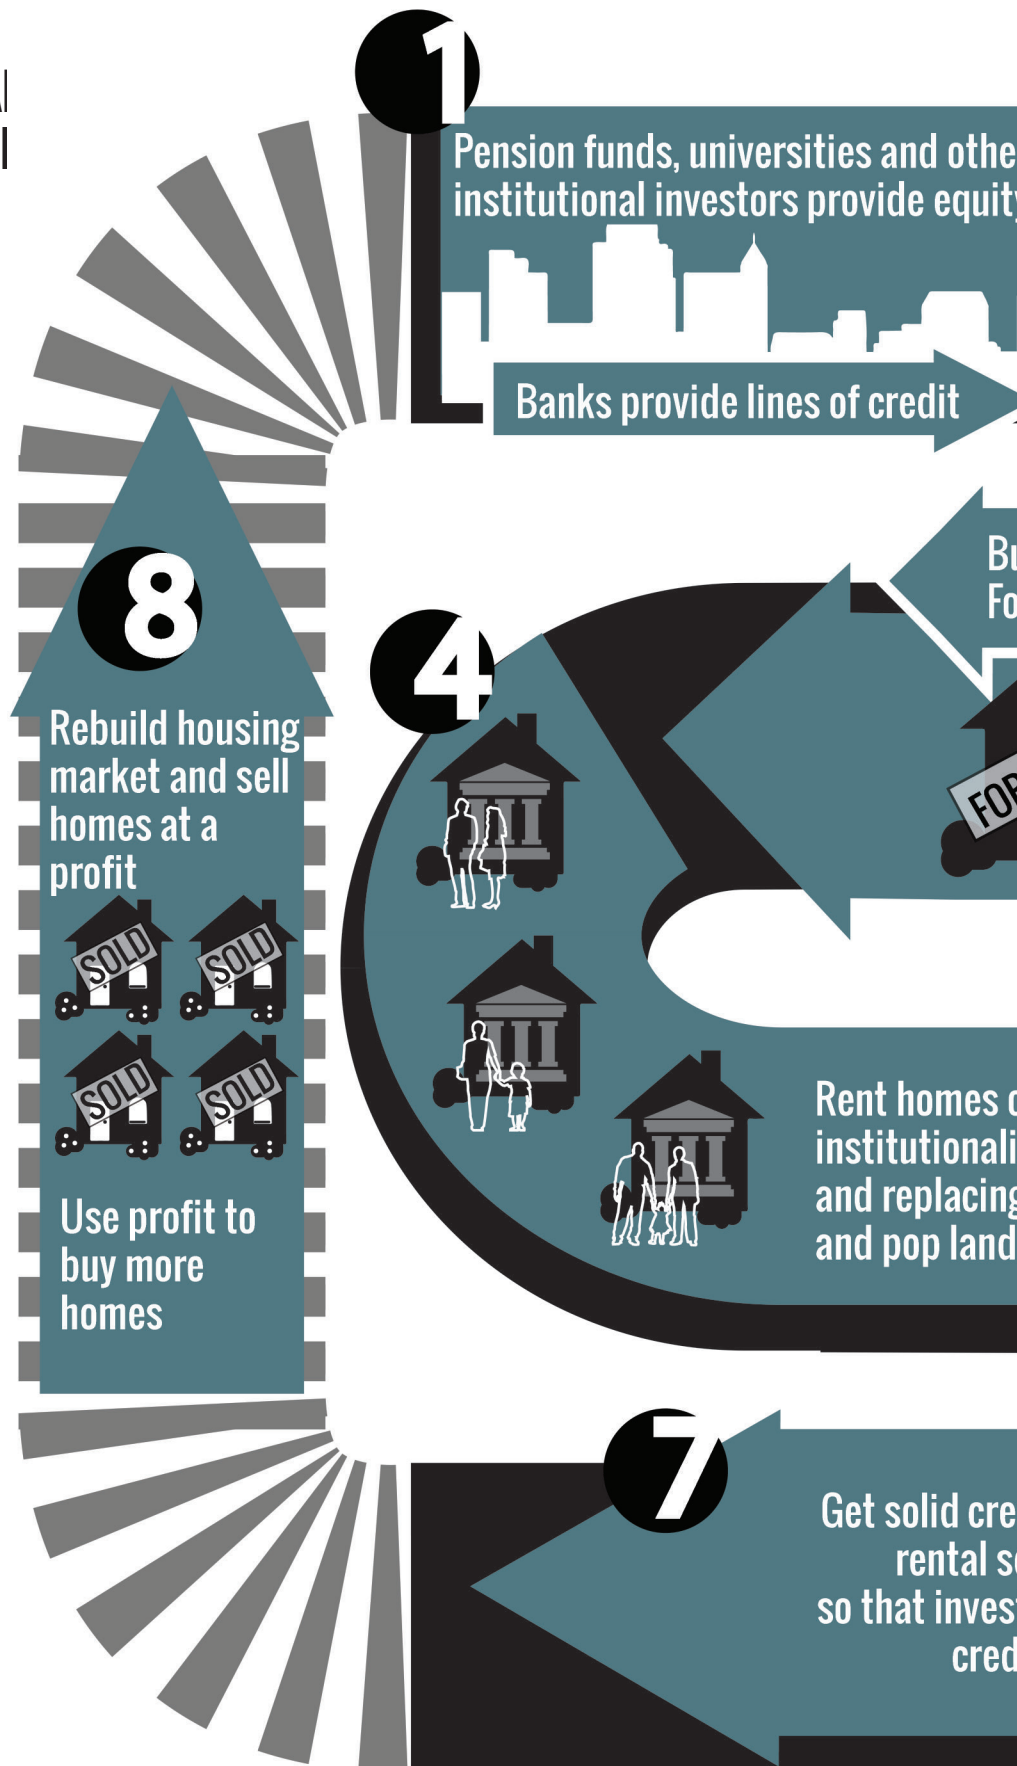 1
Pension funds, universities and othe
institutional investors provide equity
Banks provide lines of credit
Bu
Fo
FOR
4
Rent homes
institutionali
and replacing
and pop land
7
Get solid cre
rental s
so that invest
cred
8
Rebuild housing
market and sell
homes at a
profit
SOLD SOLD
SOLD SOLD
Use profit to
buy more
homes